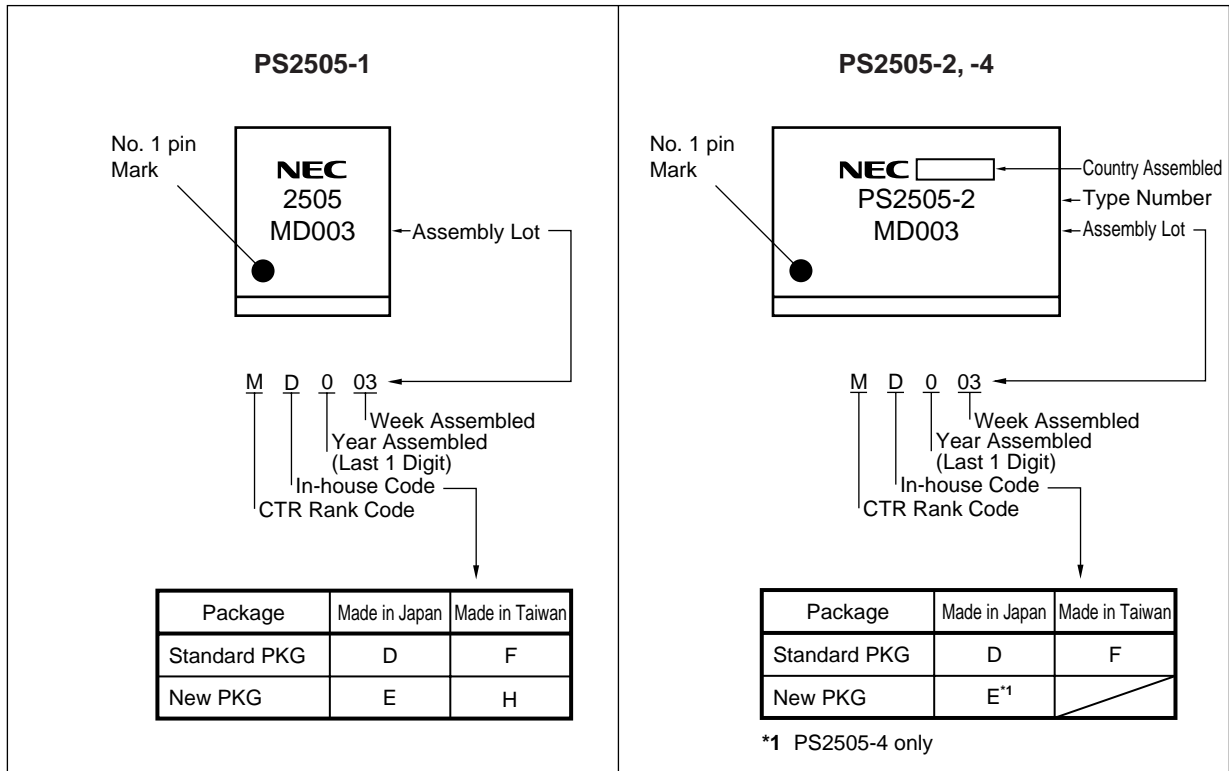 PS2505-1
No. 1 pin
Mark
NEC
2505
MD003
Assembly Lot
M D 0 03
Week Assembled
Year Assembled
(Last 1 Digit)
In-house Code
CTR Rank Code
Package Made in Japan Made in Taiwan
Standard PKG D F
New PKG E H
PS2505-2, -4
No. 1 pin
Mark
NEC
Country Assembled
PS2505-2
Type Number
MD003
Assembly Lot
M D 0 03
Week Assembled
Year Assembled
(Last 1 Digit)
In-house Code
CTR Rank Code
Package Made in Japan Made in Taiwan
Standard PKG D F
New PKG E*1
*1 PS2505-4 only